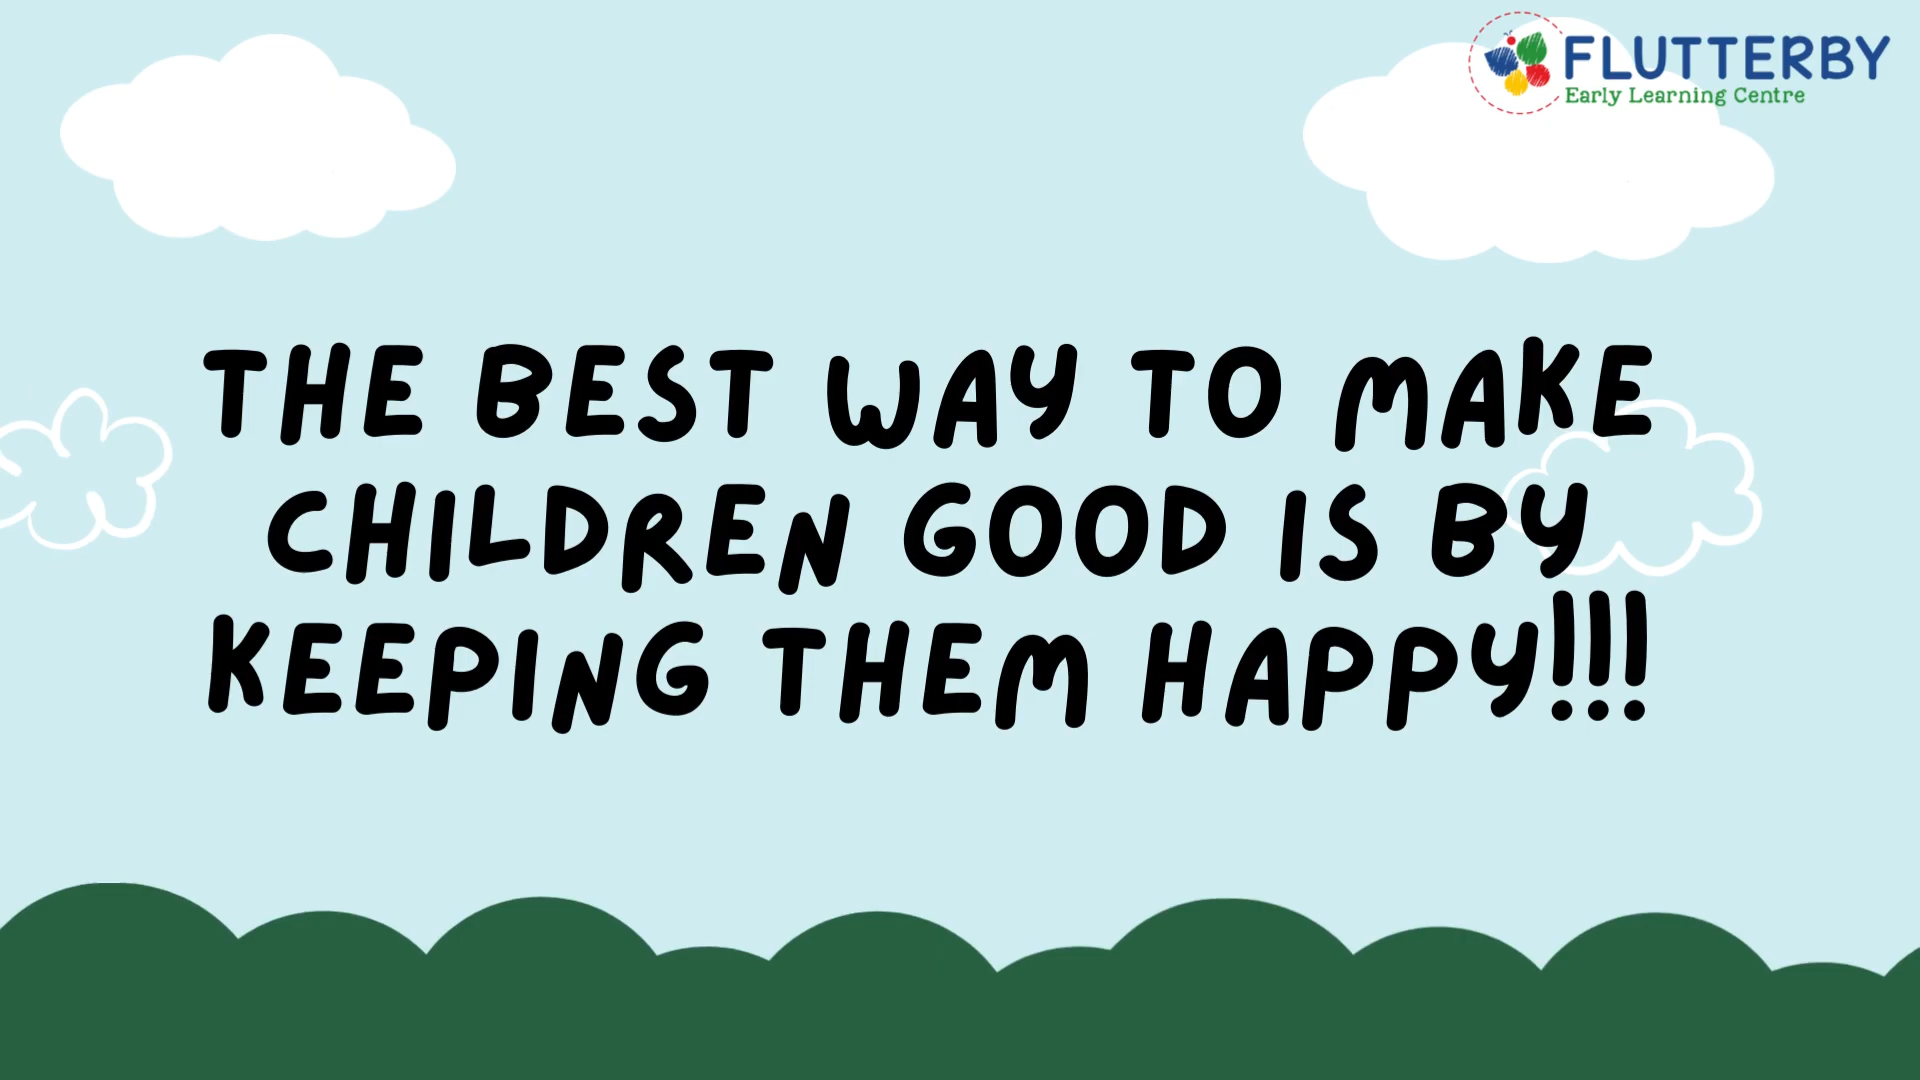 FLUTTERBY
Early Learning Centre
THE BEST WAY TO MAKE
CHILDREN GOOD IS BY
KEEPING THEM HAPPY!!!